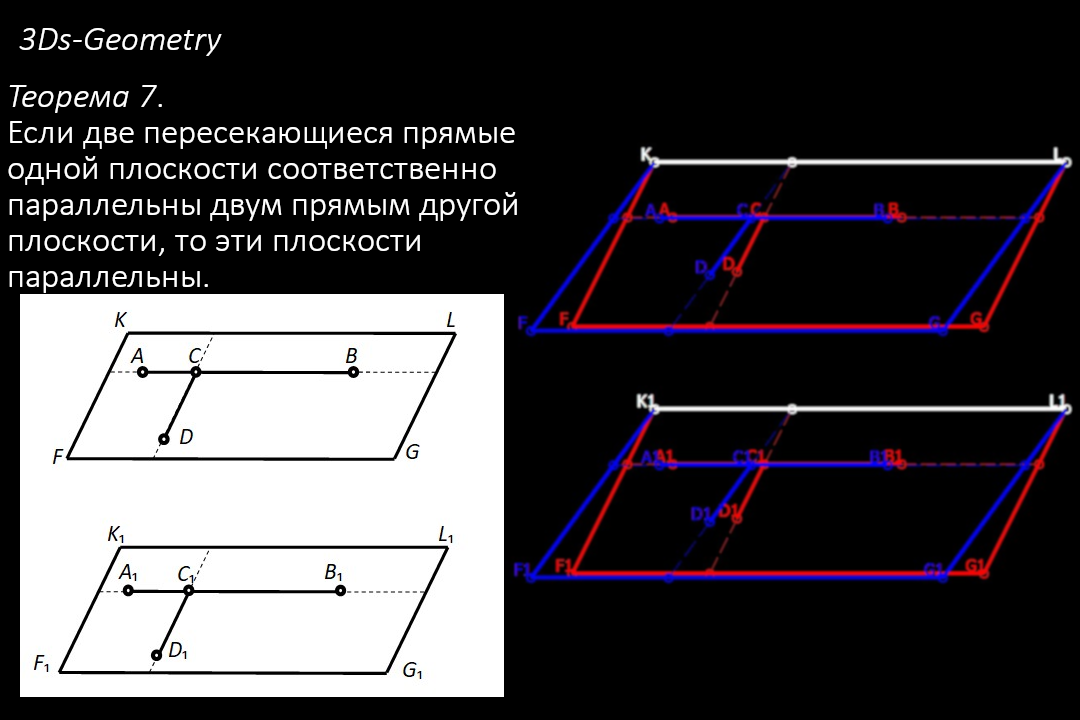 3Ds-Geometry
Теорема 7.
Если две пересекающиеся прямые
одной плоскости соответственно
параллельны двум прямым другой
плоскости, то эти плоскости
параллельны.
K L
A C B
D
F G
K₁ L₁
A₁ C₁ B₁
D₁
F₁ G₁
K L
A A C C B B
D D
F F G G
K1 L1
A1 A1 C1 C1 B1 B1
D1 D1
F1 F1 G1 G1